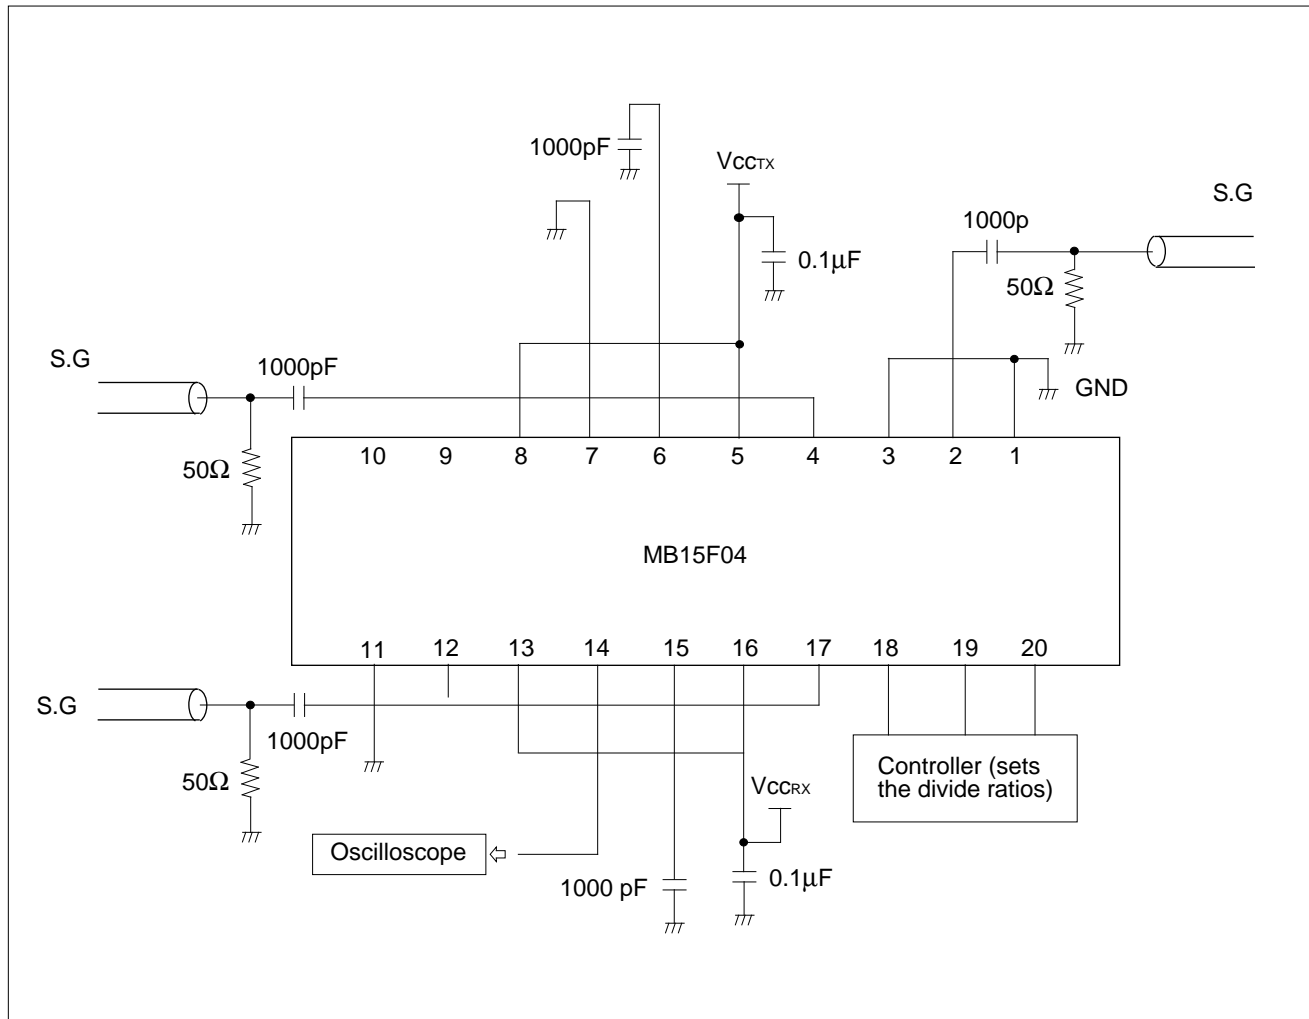 1000pF
VccTX
S.G
1000p
0.1µF
50Ω
S.G
1000pF
GND
50Ω
10 9 8 7 6 5 4 3 2 1
MB15F04
11 12 13 14 15 16 17 18 19 20
S.G
1000pF
50Ω
VccRX
Controller (sets
the divide ratios)
Oscilloscope
1000 pF
0.1µF